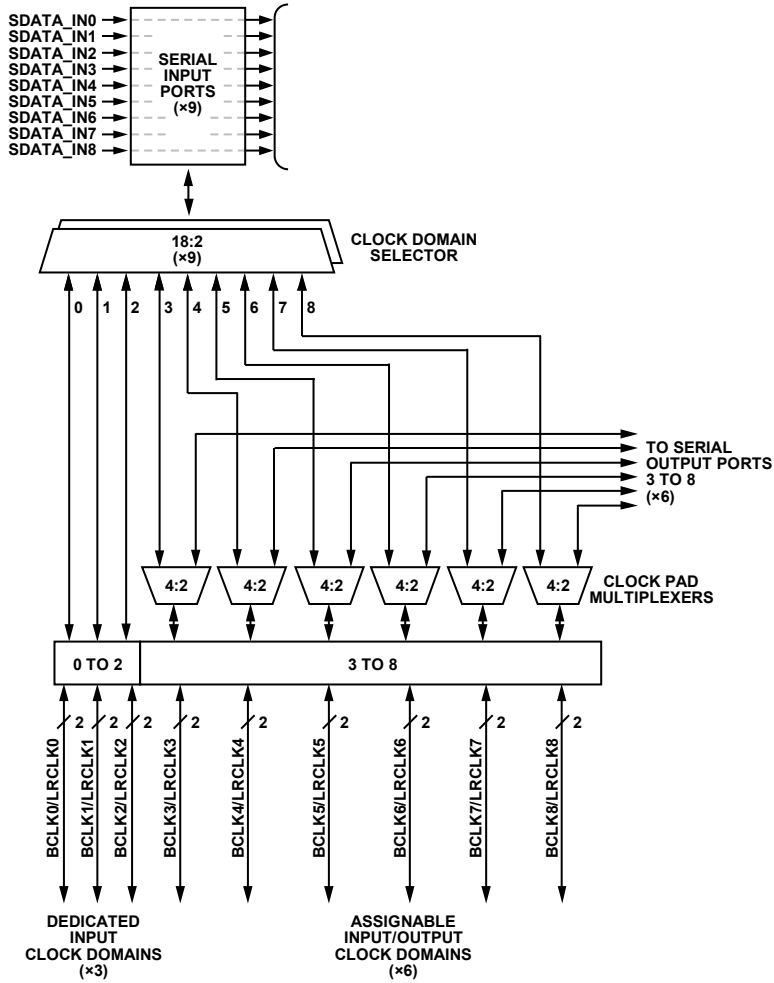 SDATA_IN0
SDATA_IN1
SDATA_IN2
SDATA_IN3
SDATA_IN4
SDATA_IN5
SDATA_IN6
SDATA_IN7
SDATA_IN8
SERIAL
INPUT
PORTS
(×9)
18:2
(×9)
CLOCK DOMAIN
SELECTOR
0 1 2 3 4 5 6 7 8
TO SERIAL
OUTPUT PORTS
3 TO 8
(×6)
4:2 4:2 4:2 4:2 4:2 4:2
CLOCK PAD
MULTIPLEXERS
0 TO 2
3 TO 8
2 2 2 2 2 2 2 2 2
BCLK0/LRCLK0
BCLK1/LRCLK1
BCLK2/LRCLK2
BCLK3/LRCLK3
BCLK4/LRCLK4
BCLK5/LRCLK5
BCLK6/LRCLK6
BCLK7/LRCLK7
BCLK8/LRCLK8
DEDICATED
INPUT
CLOCK DOMAINS
(×3)
ASSIGNABLE
INPUT/OUTPUT
CLOCK DOMAINS
(×6)